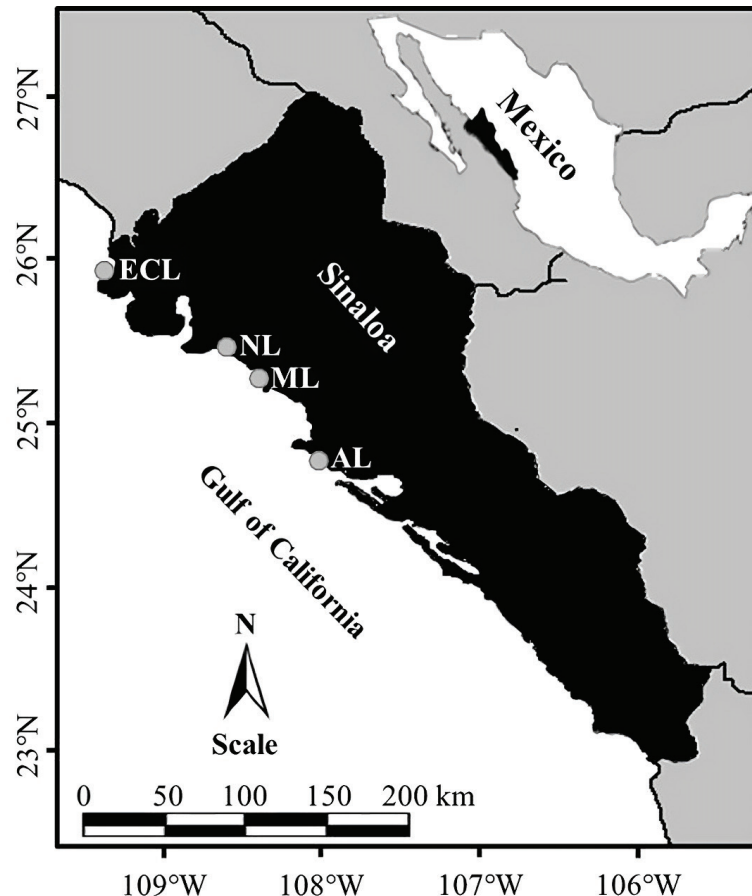 27°N
26°N
25°N
24°N
23°N
Mexico
Sinaloa
ECL
NL
ML
AL
Gulf of California
N
Scale
0 50 100 150 200 km
109°W 108°W 107°W 106°W